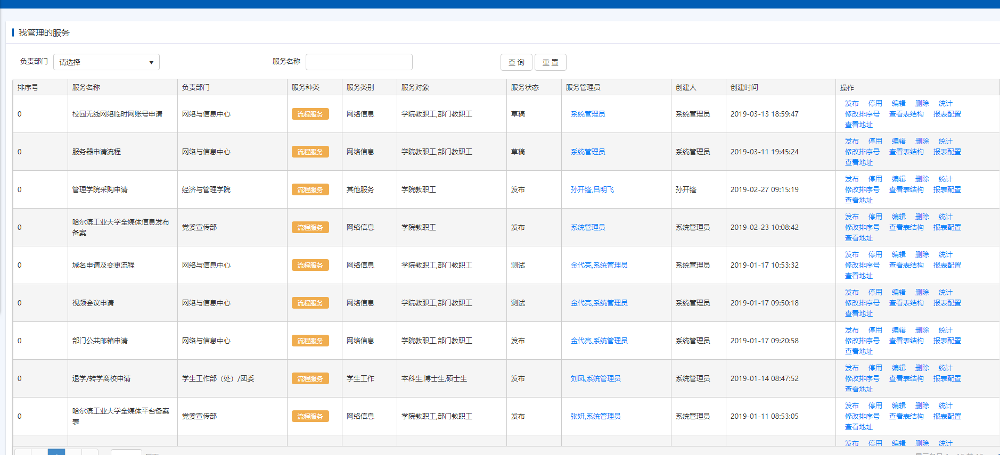 我管理的服务
负责部门 请选择 服务名称 查 询 重 置
排序号 服务名称 负责部门 服务种类 服务类别 服务对象 服务状态 服务管理员 创建人 创建时间 操作
发布 停用 编辑 删除 统计
0 校园无线网络临时网账号申请 网络与信息中心 流程服务 网络信息 学院教职工,部门教职工 草稿 系统管理员 系统管理员 2019-03-13 18:59:47 修改排序号 查看表结构 报表配置
查看地址
发布 停用 编辑 删除 统计
0 服务器申请流程 网络与信息中心 流程服务 网络信息 学院教职工,部门教职工 草稿 系统管理员 系统管理员 2019-03-11 19:45:24 修改排序号 查看表结构 报表配置
查看地址
发布 停用 编辑 删除 统计
0 管理学院采购申请 经济与管理学院 流程服务 其他服务 学院教职工 发布 孙开锋,吕明飞 孙开锋 2019-02-27 09:15:19 修改排序号 查看表结构 报表配置
查看地址
发布 停用 编辑 删除 统计
0 哈尔滨工业大学全媒体信息发布备案 党委宣传部 流程服务 网络信息 学院教职工 发布 系统管理员 系统管理员 2019-02-23 10:08:42 修改排序号 查看表结构 报表配置
查看地址
发布 停用 编辑 删除 统计
0 域名申请及变更流程 网络与信息中心 流程服务 网络信息 学院教职工,部门教职工 测试 金代亮,系统管理员 系统管理员 2019-01-17 10:53:32 修改排序号 查看表结构 报表配置
查看地址
发布 停用 编辑 删除 统计
0 视频会议申请 网络与信息中心 流程服务 网络信息 学院教职工,部门教职工 测试 金代亮,系统管理员 系统管理员 2019-01-17 09:50:18 修改排序号 查看表结构 报表配置
查看地址
发布 停用 编辑 删除 统计
0 部门公共邮箱申请 网络与信息中心 流程服务 网络信息 学院教职工,部门教职工 发布 金代亮,系统管理员 系统管理员 2019-01-17 09:20:58 修改排序号 查看表结构 报表配置
查看地址
发布 停用 编辑 删除 统计
0 退学/转学离校申请 学生工作部（处）/团委 流程服务 学生工作 本科生,博士生,硕士生 发布 刘凤,系统管理员 系统管理员 2019-01-14 08:47:52 修改排序号 查看表结构 报表配置
查看地址
发布 停用 编辑 删除 统计
0 哈尔滨工业大学全媒体平台备案表 党委宣传部 流程服务 网络信息 学院教职工,部门教职工 发布 张妍,系统管理员 系统管理员 2019-01-11 08:53:05 修改排序号 查看表结构 报表配置
查看地址
发布 停用 编辑 删除 统计